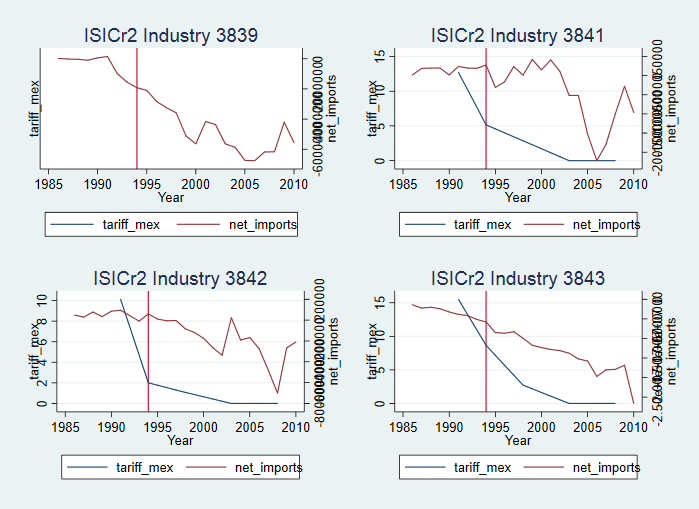 ISICr2 Industry 3839
tariff_mex
net_imports
1985 1990 1995 2000 2005 2010
Year
tariff_mex net_imports
ISICr2 Industry 3841
15
10
5
0
tariff_mex
net_imports
1985 1990 1995 2000 2005 2010
Year
tariff_mex net_imports
ISICr2 Industry 3842
10
8
6
4
2
0
tariff_mex
net_imports
1985 1990 1995 2000 2005 2010
Year
tariff_mex net_imports
ISICr2 Industry 3843
15
10
5
0
tariff_mex
net_imports
1985 1990 1995 2000 2005 2010
Year
tariff_mex net_imports